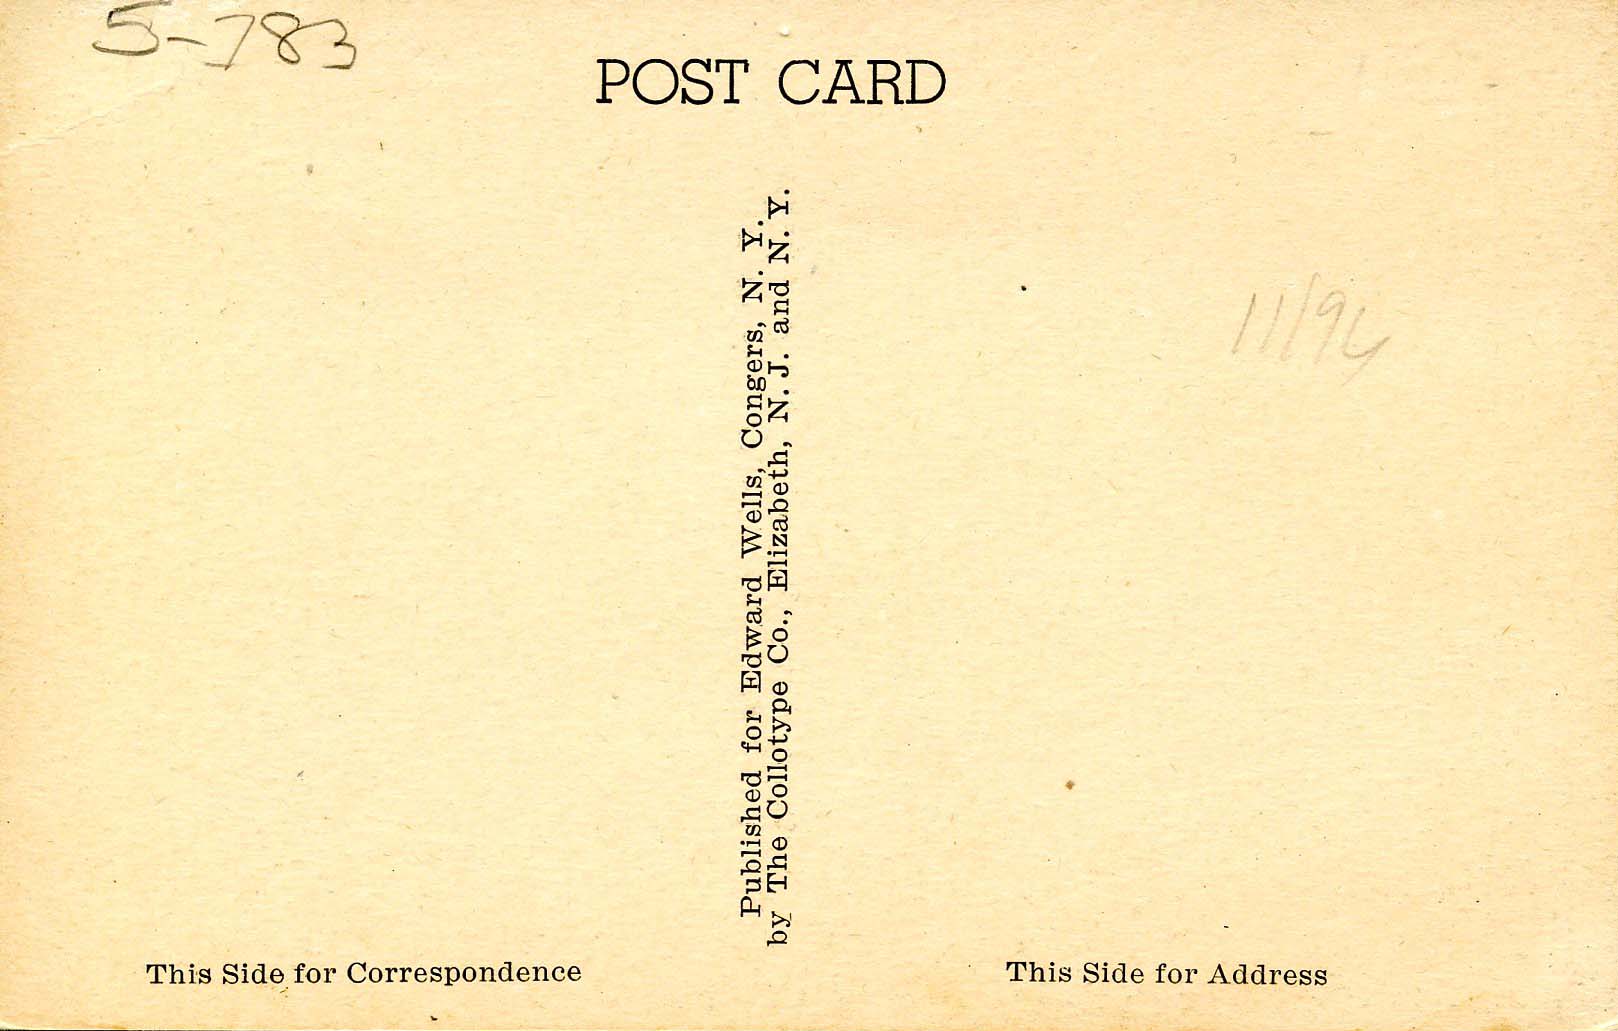 5-783
POST CARD
Published for Edward Wells, Congers, N. Y.
by The Collotype Co., Elizabeth, N. J. and N. Y.
11/94
This Side for Correspondence
This Side for Address